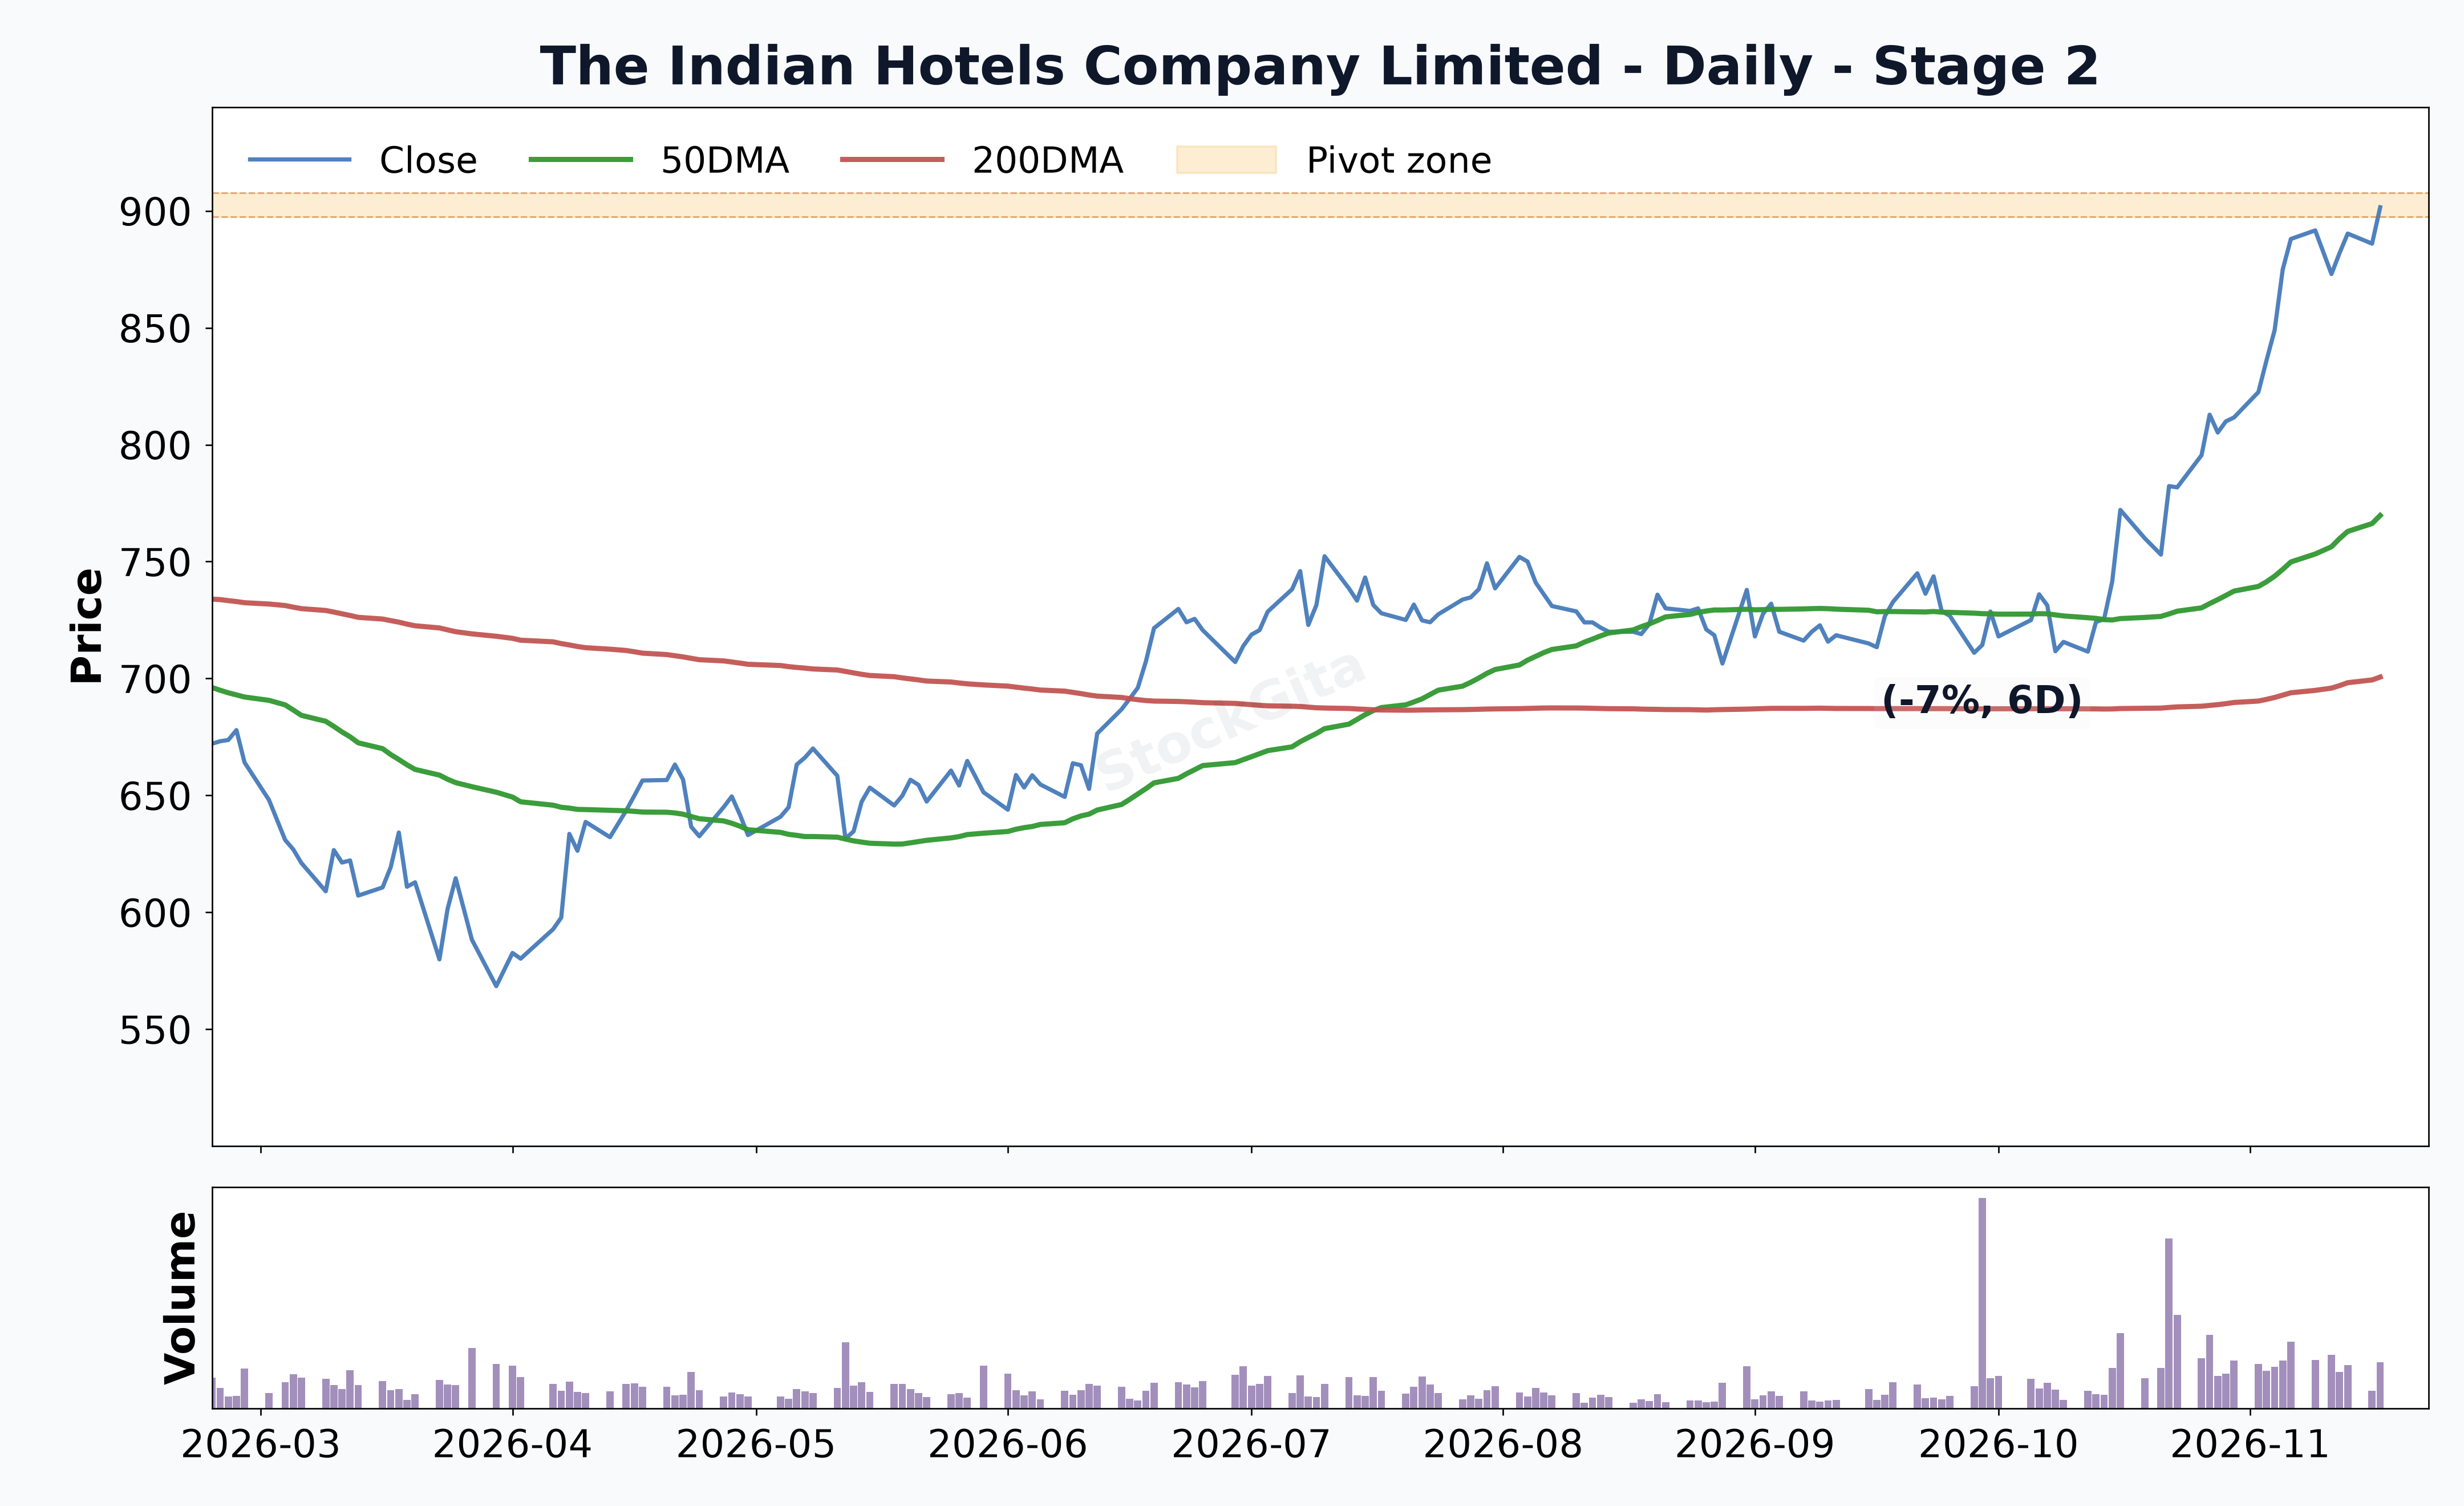 The Indian Hotels Company Limited - Daily - Stage 2
Close 50DMA 200DMA Pivot zone
Price
900
850
800
750
700
650
600
550
(-7%, 6D)
StockGita
Volume
2026-03 2026-04 2026-05 2026-06 2026-07 2026-08 2026-09 2026-10 2026-11